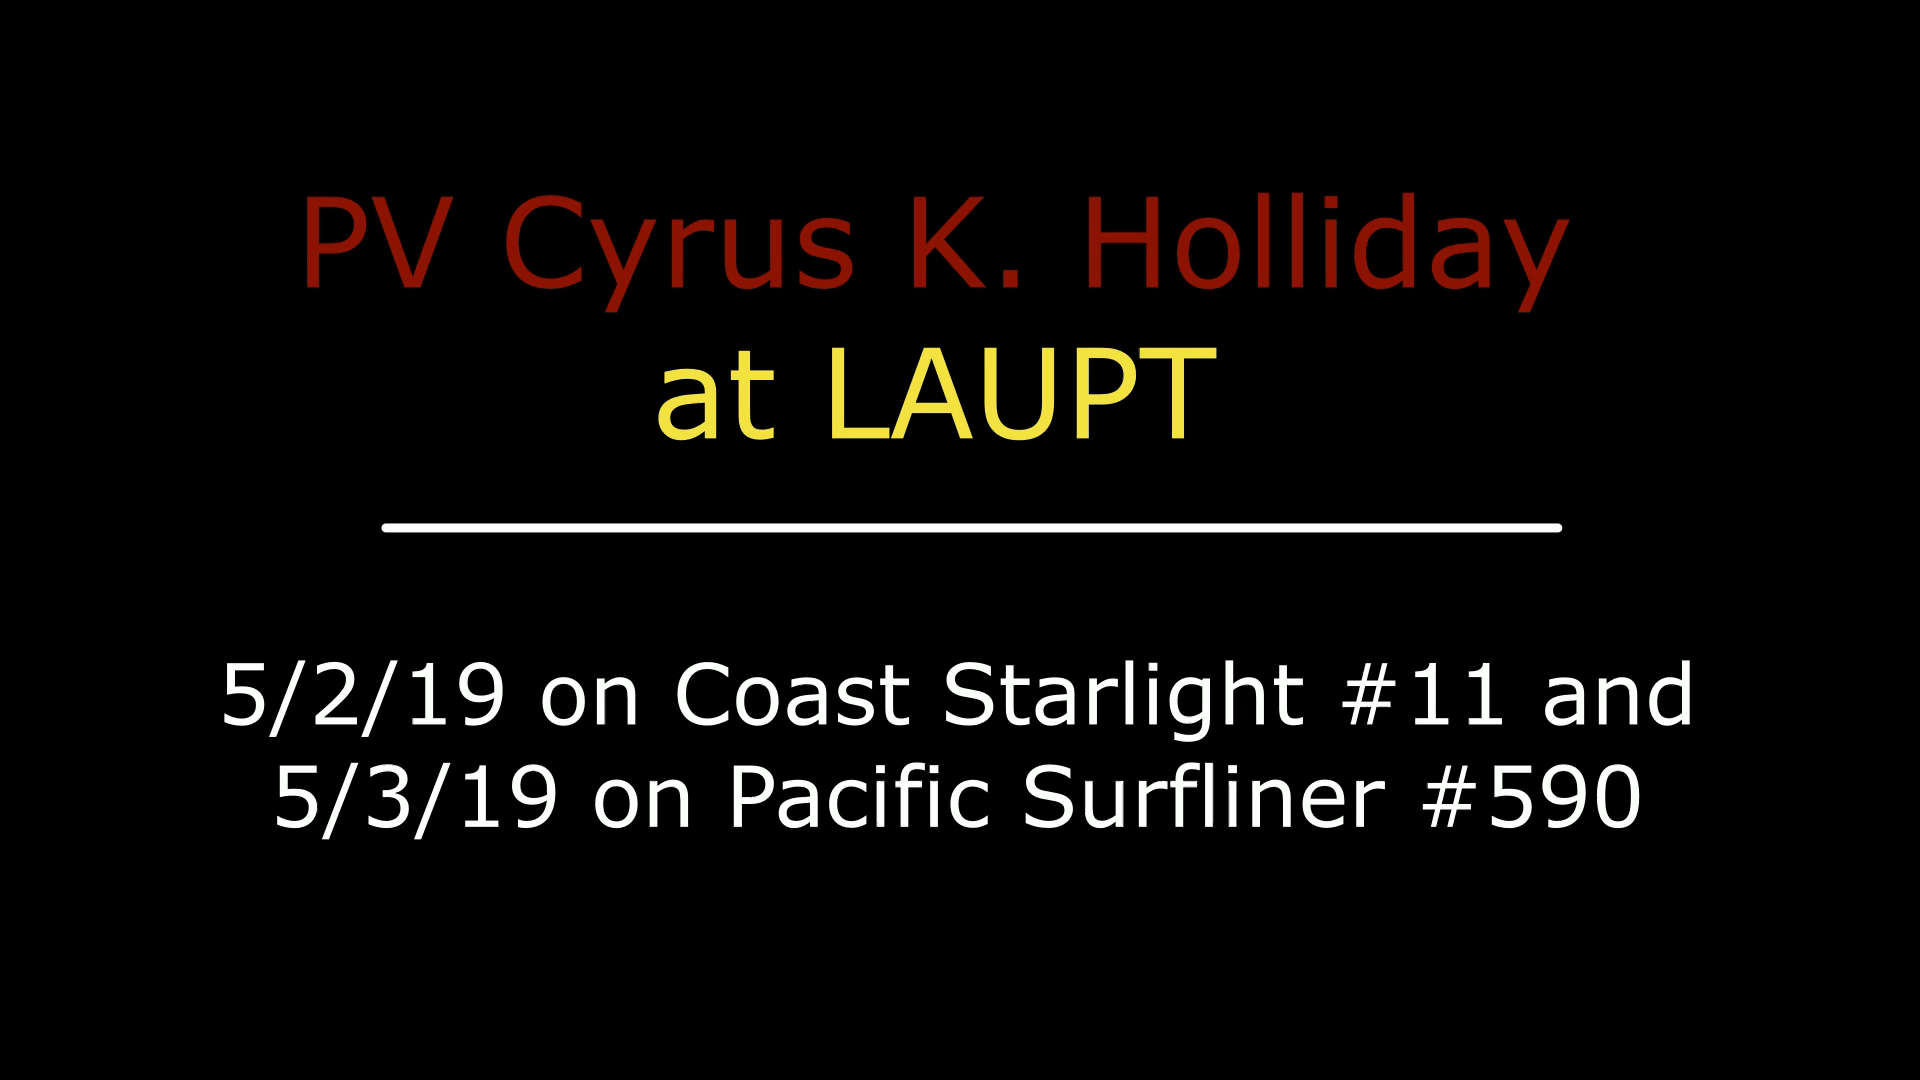 PV Cyrus K. Holliday
at LAUPT
5/2/19 on Coast Starlight #11 and
5/3/19 on Pacific Surfliner #590